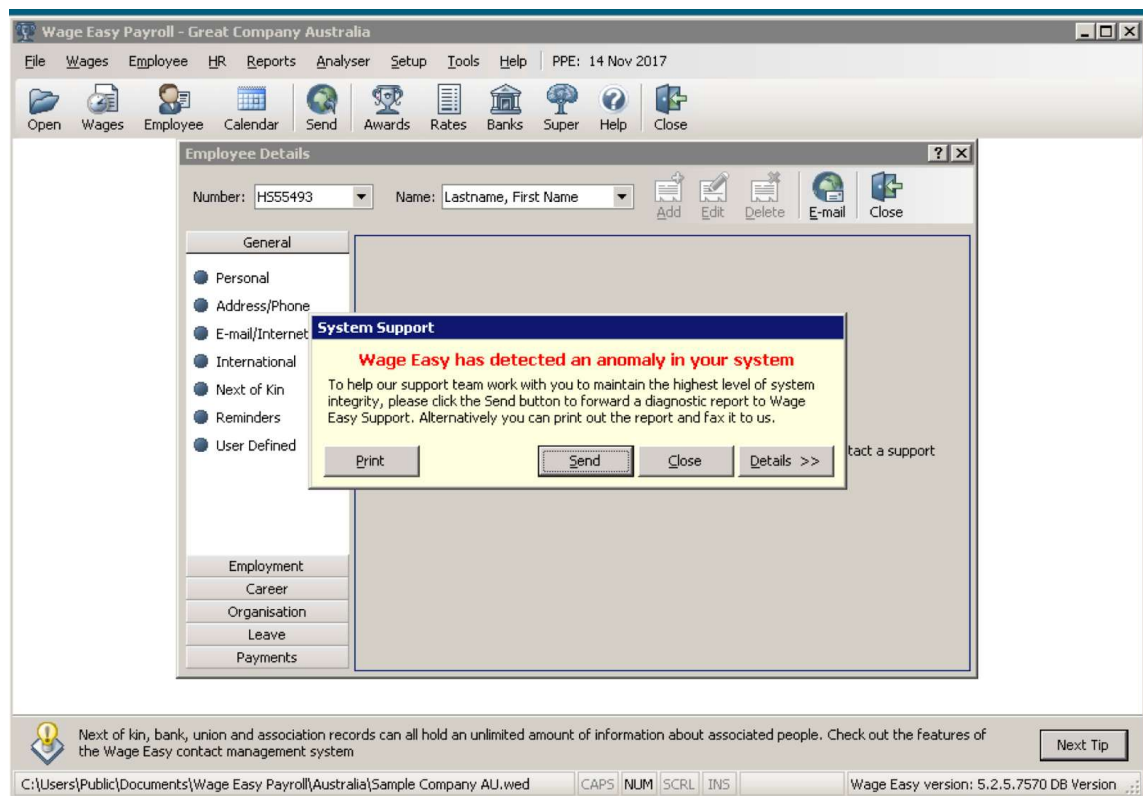 Wage Easy Payroll - Great Company Australia
File Wages Employee HR Reports Analyser Setup Tools Help PPE: 14 Nov 2017
Open Wages Employee Calendar Send Awards Rates Banks Super Help Close
Employee Details
Number: HS55493 Name: Lastname, First Name Add Edit Delete E-mail Close
General
Personal
Address/Phone
E-mail/Internet
International
Next of Kin
Reminders
User Defined
System Support
Wage Easy has detected an anomaly in your system
To help our support team work with you to maintain the highest level of system
integrity, please click the Send button to forward a diagnostic report to Wage
Easy Support. Alternatively you can print out the report and fax it to us.
Print Send Close Details >>
a support
Employment
Career
Organisation
Leave
Payments
Next of kin, bank, union and association records can all hold an unlimited amount of information about associated people. Check out the features of
the Wage Easy contact management system
Next Tip
C:\Users\Public\Documents\Wage Easy Payroll\Australia\Sample Company AU.wed CAPS NUM SCRL INS Wage Easy version: 5.2.5.7570 DB Version